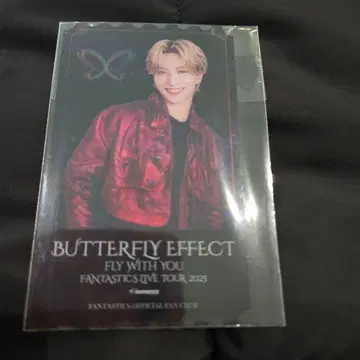 BUTTERFLY EFFECT
FLY WITH YOU
FANTASTICS LIVE TOUR 2025
FANTASTICS OFFICIAL FAN CLUB